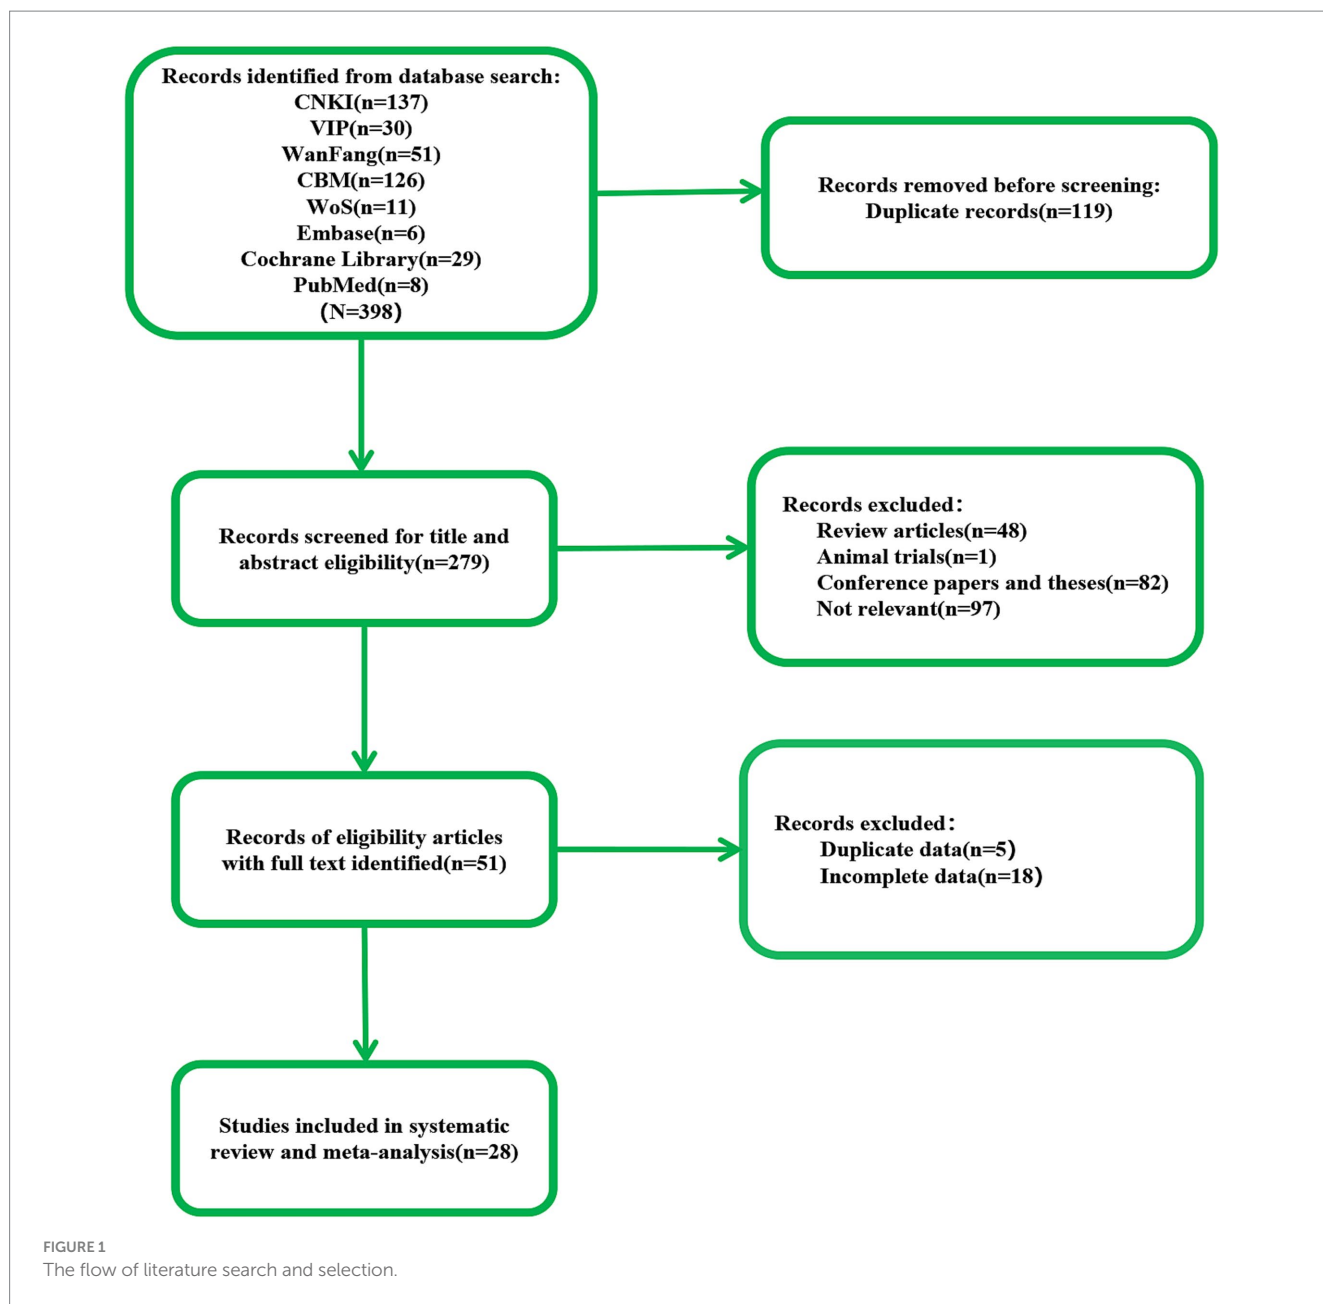 Records identified from database search:
CNKI(n=137)
VIP(n=30)
WanFang(n=51)
CBM(n=126)
WoS(n=11)
Embase(n=6)
Cochrane Library(n=29)
PubMed(n=8)
(N=398)
Records removed before screening:
Duplicate records(n=119)
Records screened for title and
abstract eligibility(n=279)
Records excluded:
Review articles(n=48)
Animal trials(n=1)
Conference papers and theses(n=82)
Not relevant(n=97)
Records of eligibility articles
with full text identified(n=51)
Records excluded:
Duplicate data(n=5)
Incomplete data(n=18)
Studies included in systematic
review and meta-analysis(n=28)
FIGURE 1
The flow of literature search and selection.